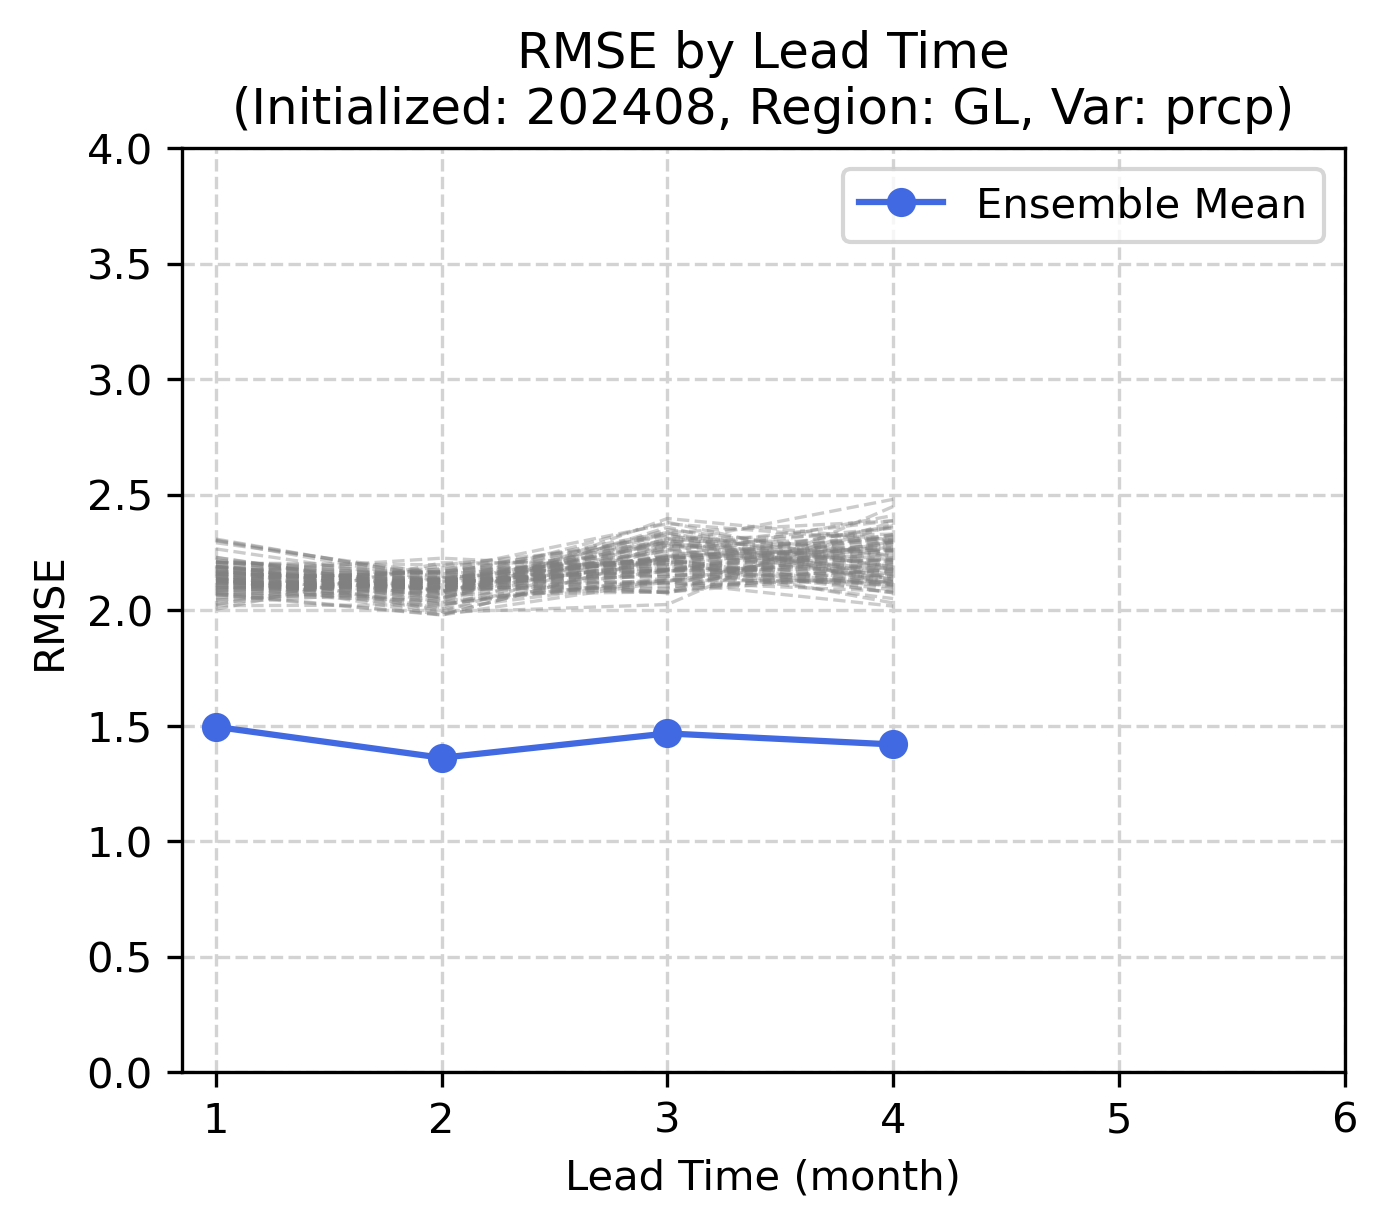 RMSE by Lead Time
(Initialized: 202408, Region: GL, Var: prcp)
Ensemble Mean
4.0
3.5
3.0
2.5
2.0
1.5
1.0
0.5
0.0
RMSE
1 2 3 4 5 6
Lead Time (month)